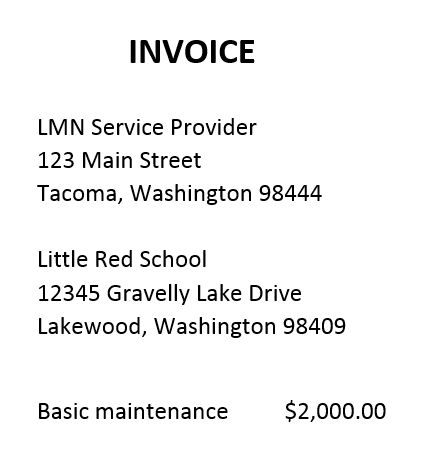 INVOICE
LMN Service Provider
123 Main Street
Tacoma, Washington 98444
Little Red School
12345 Gravelly Lake Drive
Lakewood, Washington 98409
Basic maintenance $2,000.00